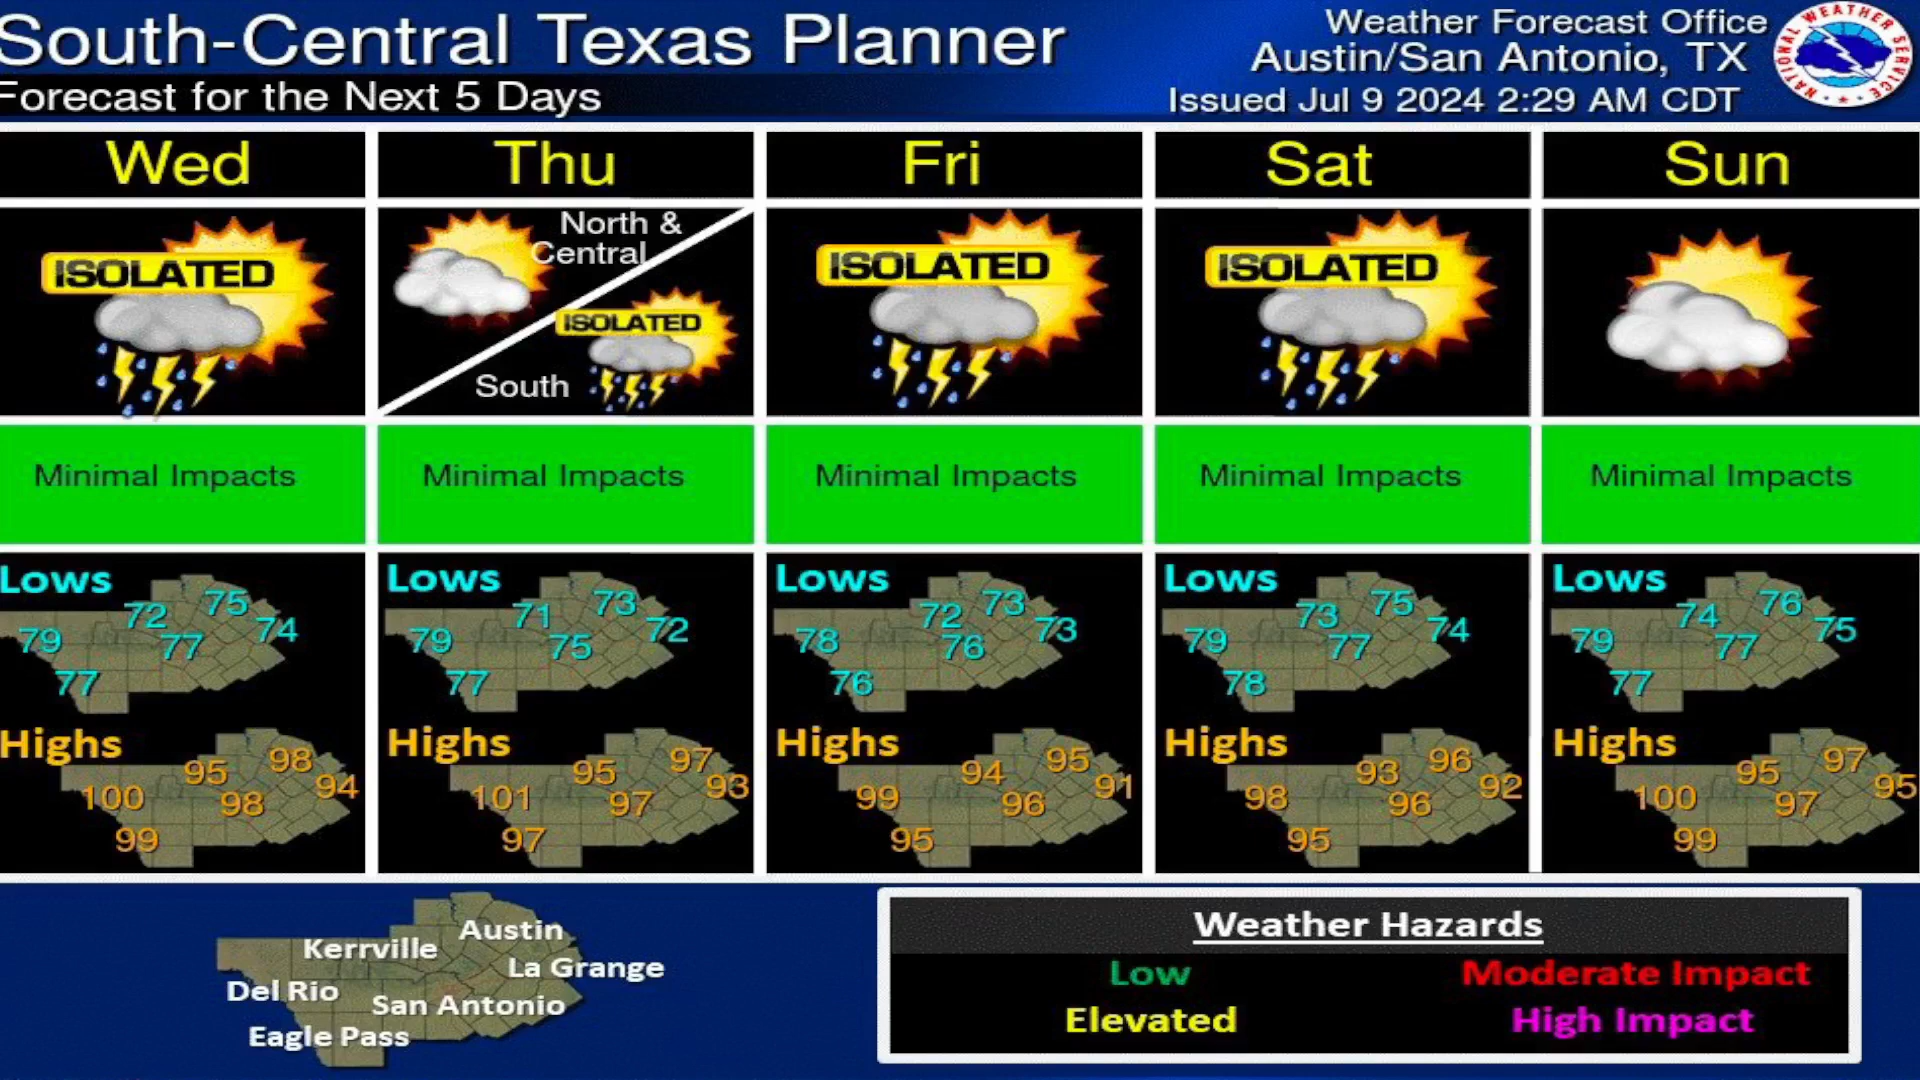 South-Central Texas Planner
Forecast for the Next 5 Days
Weather Forecast Office
Austin/San Antonio, TX
Issued Jul 9 2024 2:29 AM CDT
NATIONAL WEATHER SERVICE
Wed
Thu
Fri
Sat
Sun
ISOLATED
North &
Central
ISOLATED
South
ISOLATED
ISOLATED
Minimal Impacts
Minimal Impacts
Minimal Impacts
Minimal Impacts
Minimal Impacts
Lows
72
75
79
77
74
77
Highs
95
98
100
98
94
99
Lows
71
73
79
75
72
77
Highs
95
97
101
97
93
97
Lows
72
73
78
76
73
76
Highs
94
95
99
96
91
95
Lows
73
75
79
77
74
78
Highs
93
96
98
96
92
95
Lows
74
76
79
77
75
77
Highs
95
97
100
97
95
99
Austin
Kerrville
La Grange
Del Rio
San Antonio
Eagle Pass
Weather Hazards
Low
Moderate Impact
Elevated
High Impact